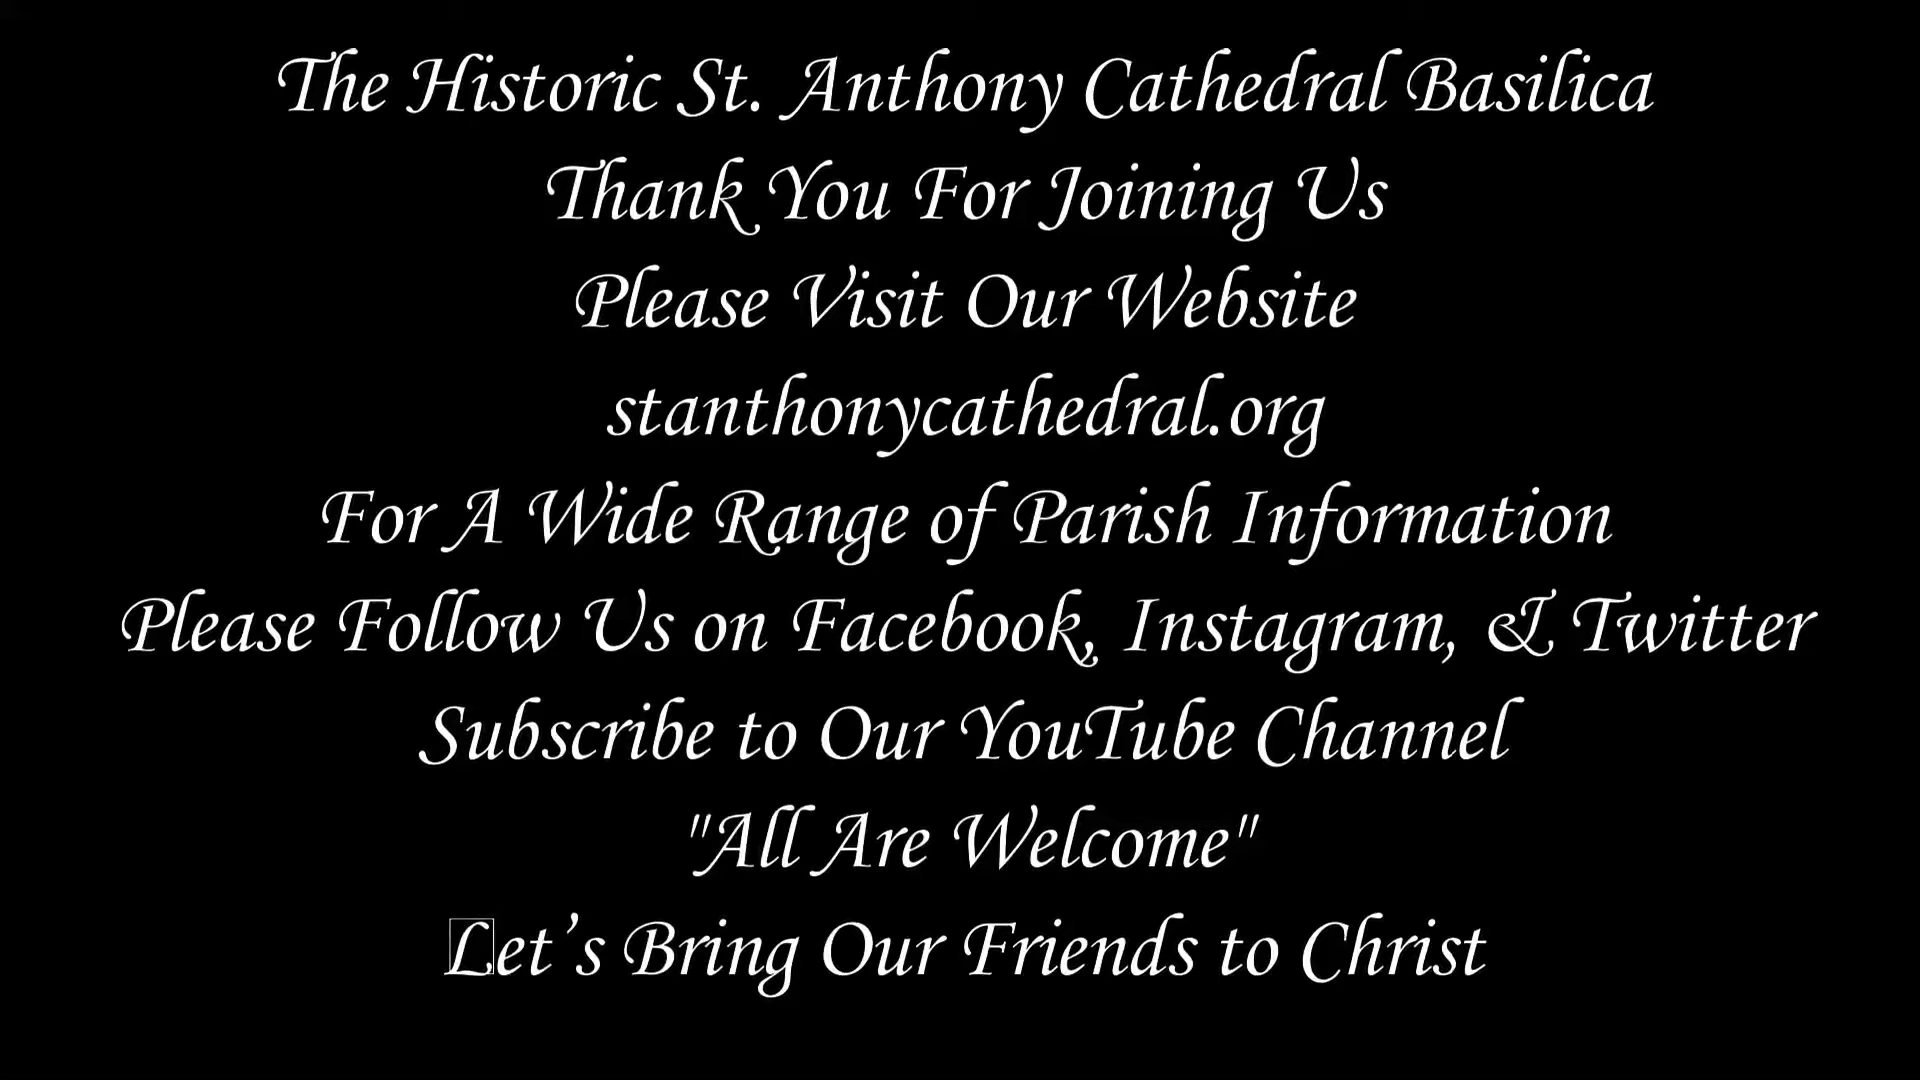 The Historic St. Anthony Cathedral Basilica
Thank You For Joining Us
Please Visit Our Website
stanthonycathedral.org
For A Wide Range of Parish Information
Please Follow Us on Facebook, Instagram, & Twitter
Subscribe to Our YouTube Channel
"All Are Welcome"
Let’s Bring Our Friends to Christ